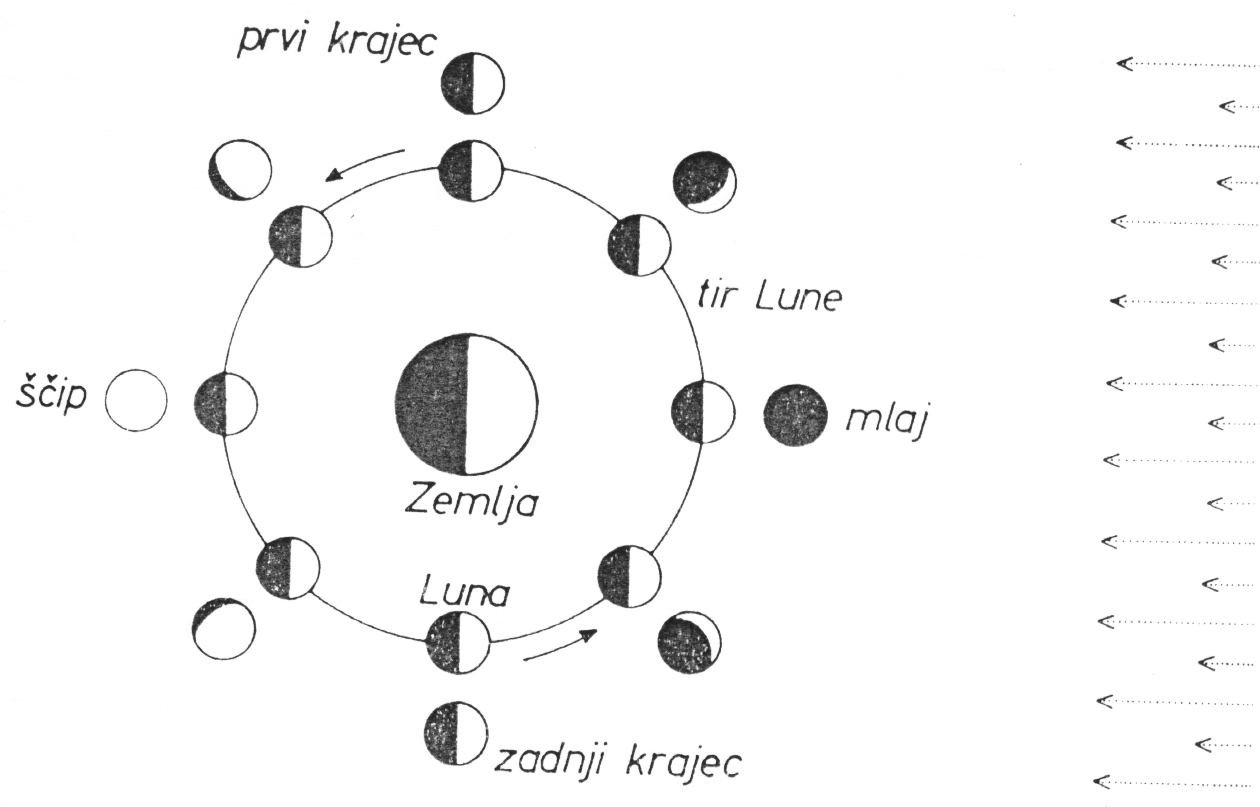 prvi krajec
tir Lune
ščip
mlaj
Zemlja
Luna
zadnji krajec